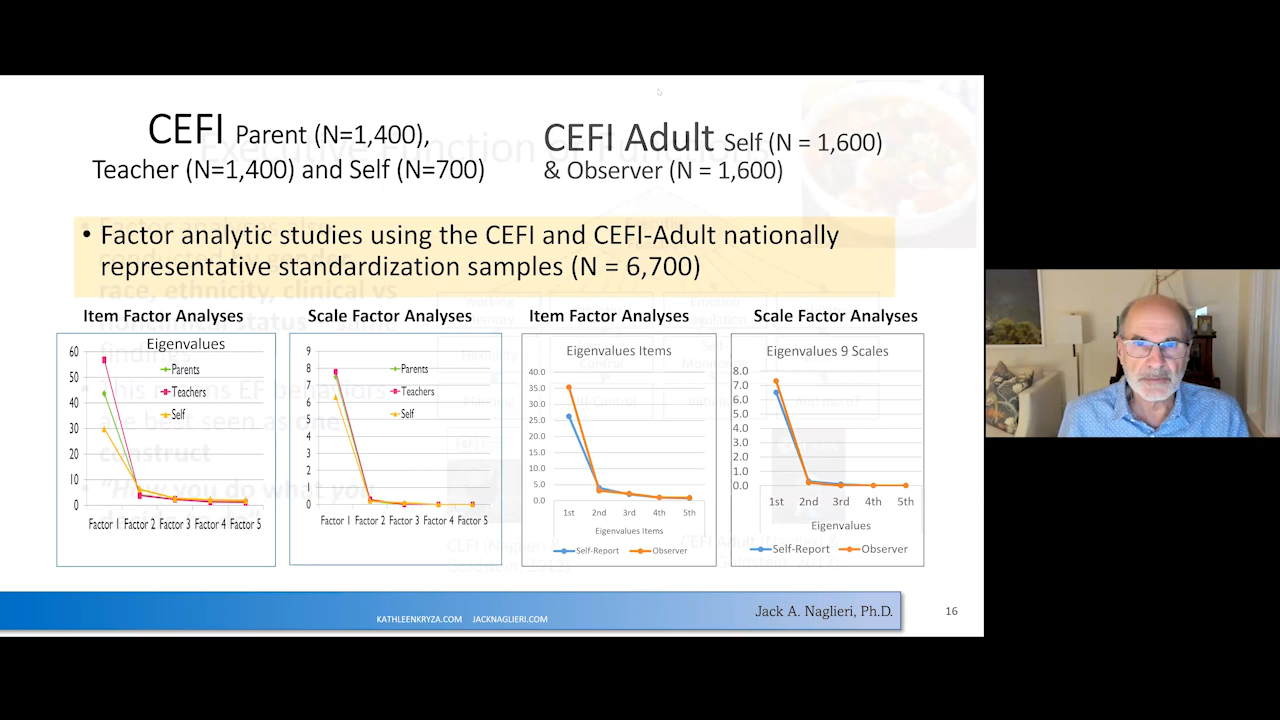 CEFI Parent (N=1,400),
Teacher (N=1,400) and Self (N=700)
CEFI Adult Self (N = 1,600)
& Observer (N = 1,600)
• Factor analytic studies using the CEFI and CEFI-Adult nationally
representative standardization samples (N = 6,700)
Item Factor Analyses
Eigenvalues
60
50
40
30
20
10
0
Parents
Teachers
Self
Factor 1 Factor 2 Factor 3 Factor 4 Factor 5
Scale Factor Analyses
9
8
7
6
5
4
3
2
1
0
Parents
Teachers
Self
Factor 1 Factor 2 Factor 3 Factor 4 Factor 5
Item Factor Analyses
Eigenvalues Items
40.0
35.0
30.0
25.0
20.0
15.0
10.0
5.0
0.0
1st 2nd 3rd 4th 5th
Eigenvalues Items
Self-Report Observer
Scale Factor Analyses
Eigenvalues 9 Scales
8.0
7.0
6.0
5.0
4.0
3.0
2.0
1.0
0.0
1st 2nd 3rd 4th 5th
Eigenvalues
Self-Report Observer
KATHLEENKRYZA.COM JACKNAGLIERI.COM
Jack A. Naglieri, Ph.D.
16